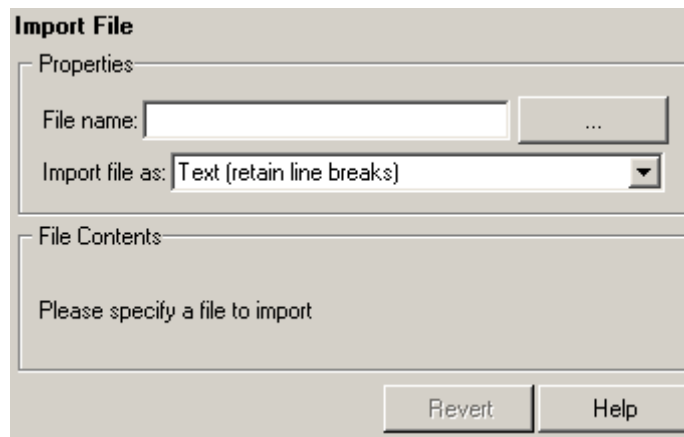 Import File
Properties
File name: ...
Import file as: Text (retain line breaks)
File Contents
Please specify a file to import
Revert Help